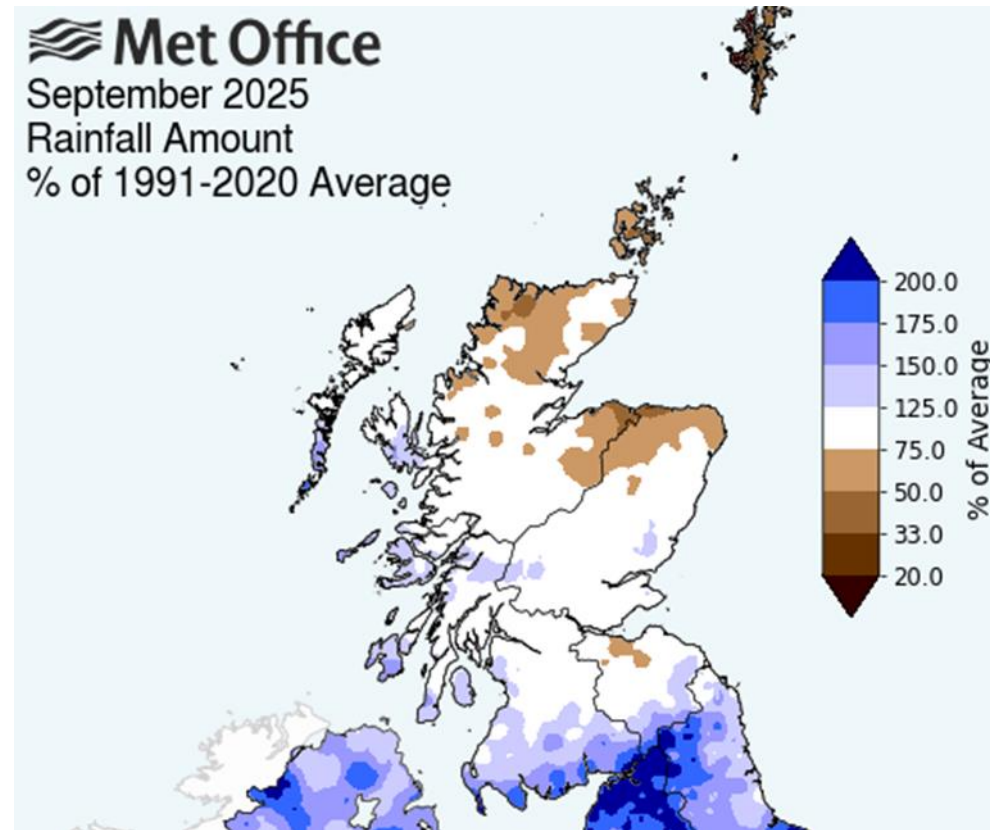 Met Office
September 2025
Rainfall Amount
% of 1991-2020 Average
200.0
175.0
150.0
125.0
75.0
50.0
33.0
20.0
% of Average